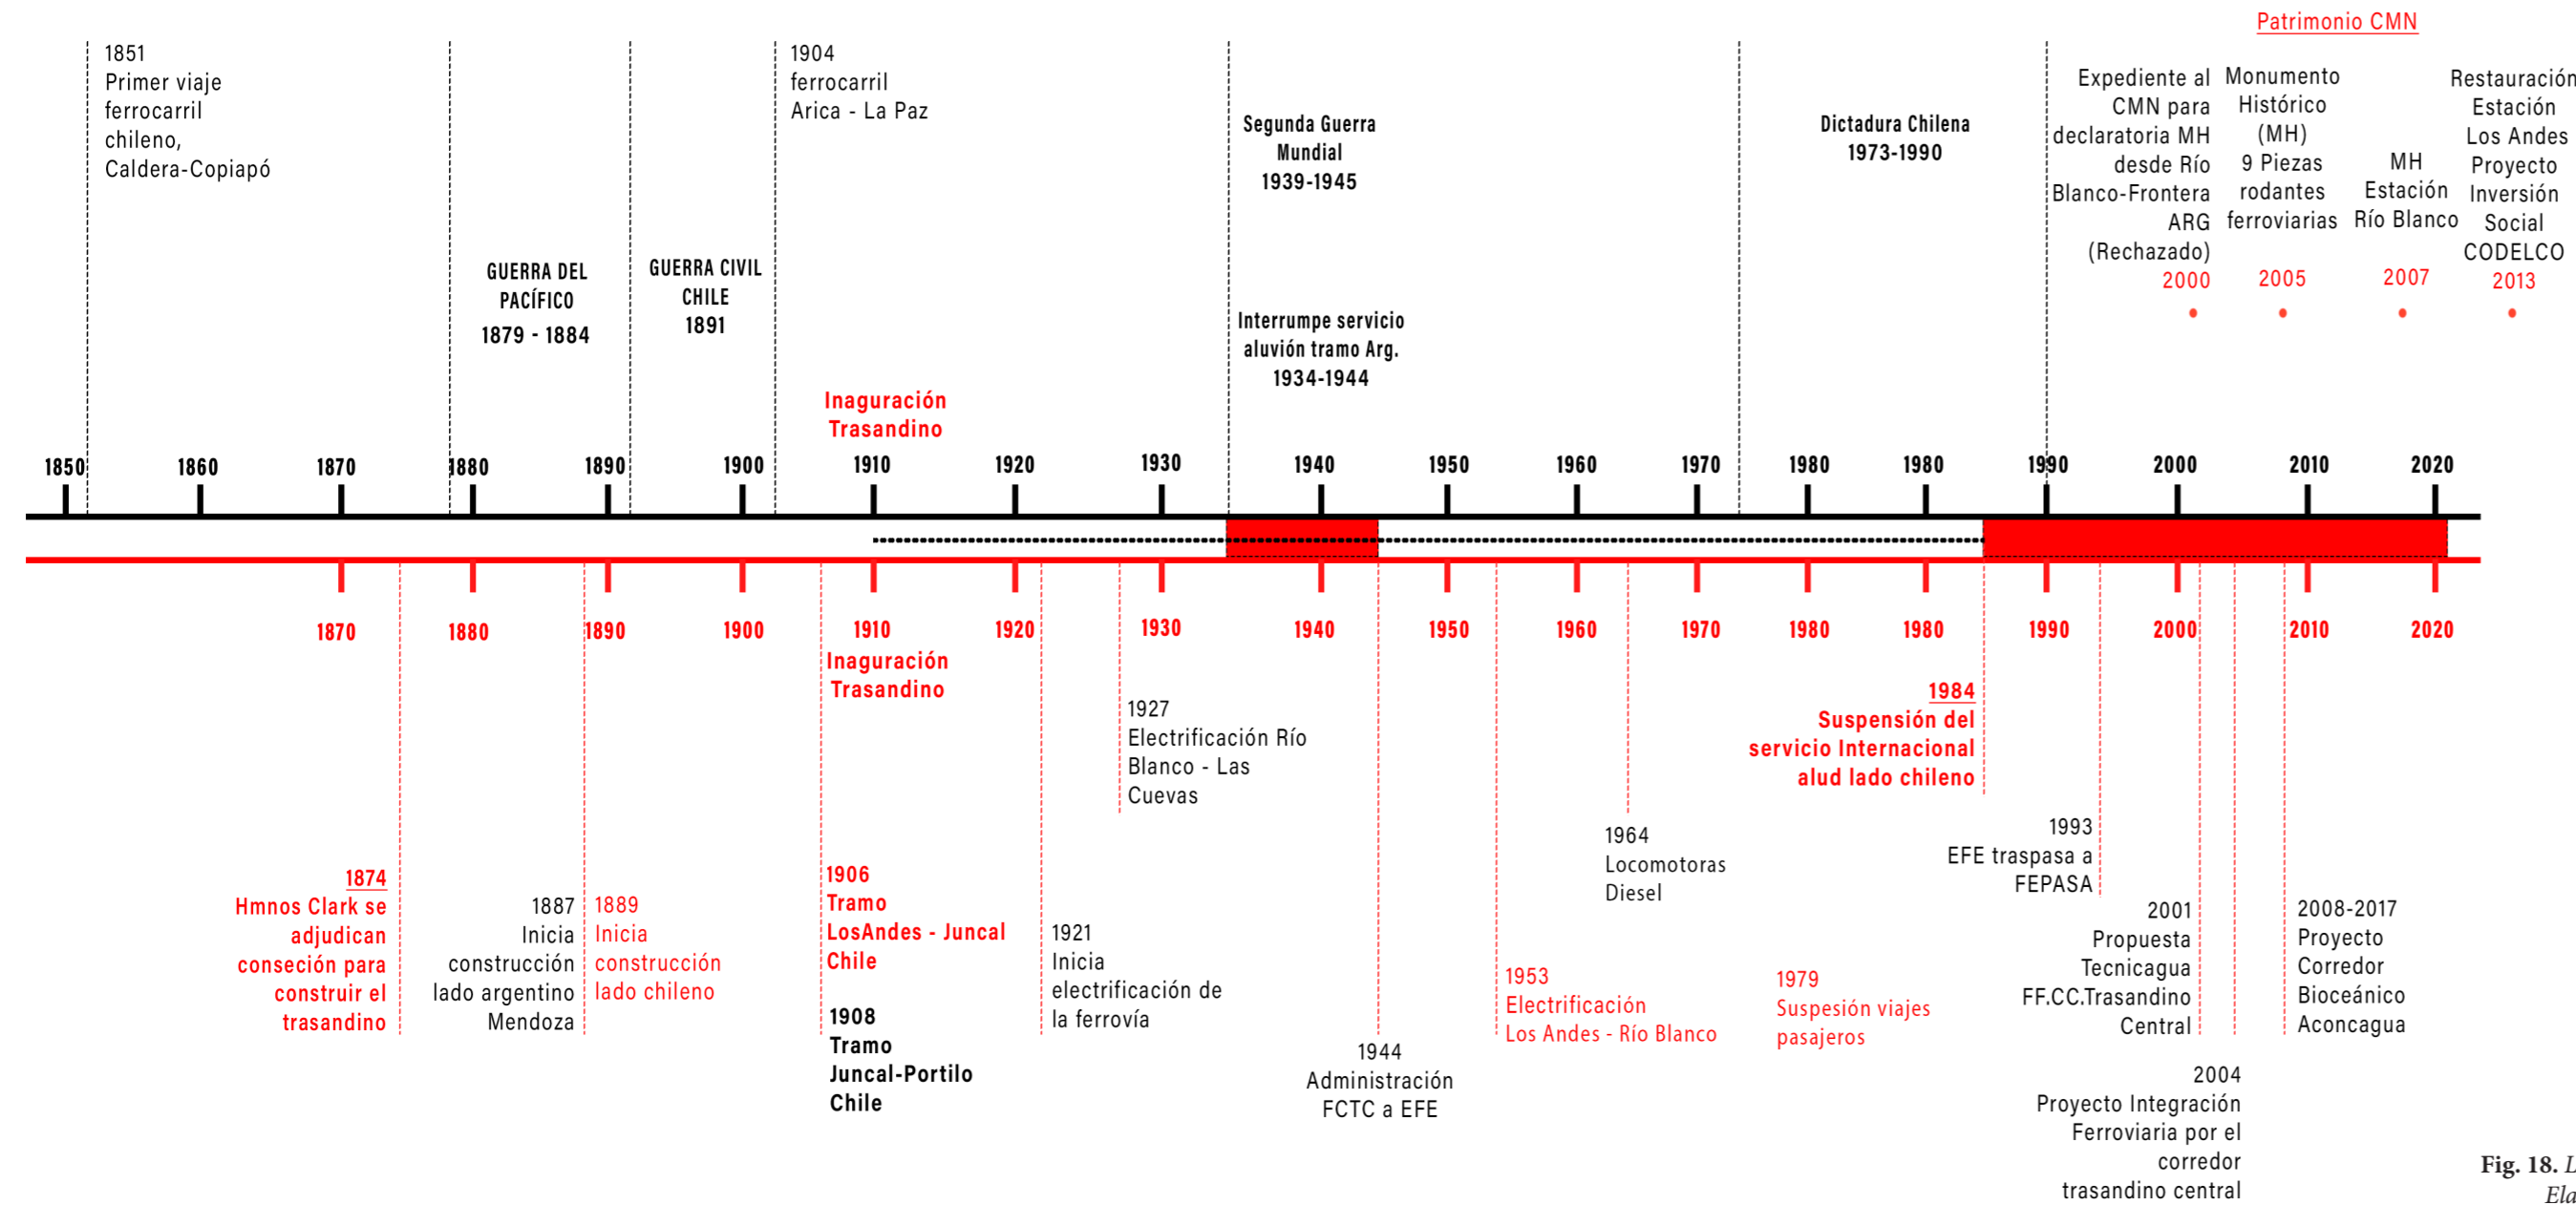 Patrimonio CMN
1851
Primer viaje
ferrocarril
chileno,
Caldera-Copiapó
GUERRA DEL
PACÍFICO
1879 - 1884
GUERRA CIVIL
CHILE
1891
1904
ferrocarril
Arica - La Paz
Inaguración
Trasandino
Segunda Guerra
Mundial
1939-1945
Interrumpe servicio
aluvión tramo Arg.
1934-1944
Dictadura Chilena
1973-1990
Expediente al
CMN para
declaratoria MH
desde Río
Blanco-Frontera
ARG
(Rechazado)
2000
Monumento
Histórico
(MH)
9 Piezas
rodantes
ferroviarias
2005
MH
Estación
Río Blanco
2007
Restauración
Estación
Los Andes
Proyecto
Inversión
Social
CODELCO
2013
1850 1860 1870 1880 1890 1900 1910 1920 1930 1940 1950 1960 1970 1980 1980 1990 2000 2010 2020
1870 1880 1890 1900 1910 1920 1930 1940 1950 1960 1970 1980 1980 1990 2000 2010 2020
1874
Hmnos Clark se
adjudican
conseción para
construir el
trasandino
1887
Inicia
construcción
lado argentino
Mendoza
1889
Inicia
construcción
lado chileno
Inaguración
Trasandino
1906
Tramo
LosAndes - Juncal
Chile
1908
Tramo
Juncal-Portilo
Chile
1921
Inicia
electrificación de
la ferrovía
1927
Electrificación Río
Blanco - Las
Cuevas
1944
Administración
FCTC a EFE
1953
Electrificación
Los Andes - Río Blanco
1964
Locomotoras
Diesel
1979
Suspesión viajes
pasajeros
1984
Suspensión del
servicio Internacional
alud lado chileno
1993
EFE traspasa a
FEPASA
2001
Propuesta
Tecnicagua
FF.CC.Trasandino
Central
2004
Proyecto Integración
Ferroviaria por el
corredor
trasandino central
2008-2017
Proyecto
Corredor
Bioceánico
Aconcagua
Fig. 18.